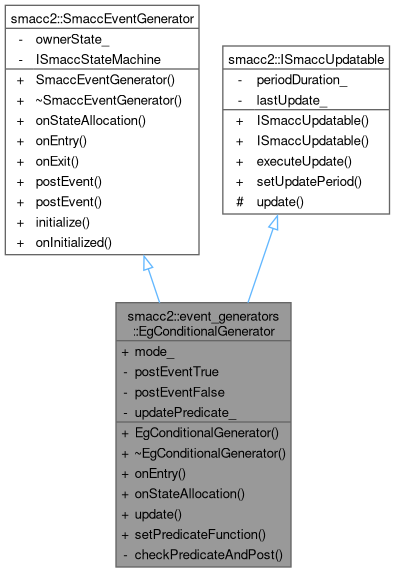 smacc2::SmaccEventGenerator
- ownerState_
- ISmaccStateMachine
+ SmaccEventGenerator()
+ ~SmaccEventGenerator()
+ onStateAllocation()
+ onEntry()
+ onExit()
+ postEvent()
+ postEvent()
+ initialize()
+ onInitialized()
smacc2::ISmaccUpdatable
- periodDuration_
- lastUpdate_
+ ISmaccUpdatable()
+ ISmaccUpdatable()
+ executeUpdate()
+ setUpdatePeriod()
# update()
smacc2::event_generators
::EgConditionalGenerator
+ mode_
- postEventTrue
- postEventFalse
- updatePredicate_
+ EgConditionalGenerator()
+ ~EgConditionalGenerator()
+ onEntry()
+ onStateAllocation()
+ update()
+ setPredicateFunction()
- checkPredicateAndPost()